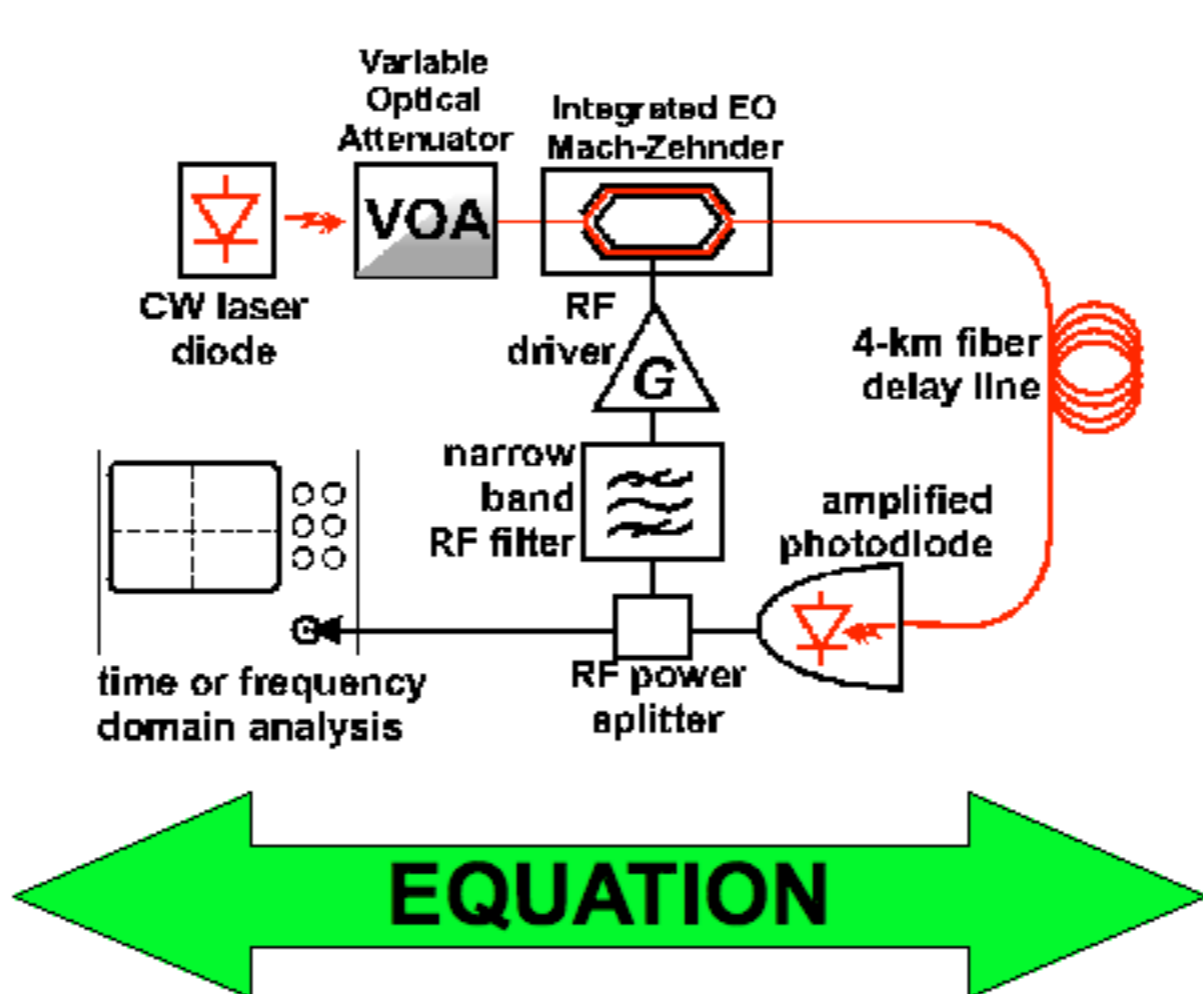 Variable
Optical
Attenuator
Integrated EO
Mach-Zehnder
VOA
CW laser
diode
RF
driver
G
4-km fiber
delay line
narrow
band
RF filter
amplified
photodiode
time or frequency
domain analysis
RF power
splitter
EQUATION